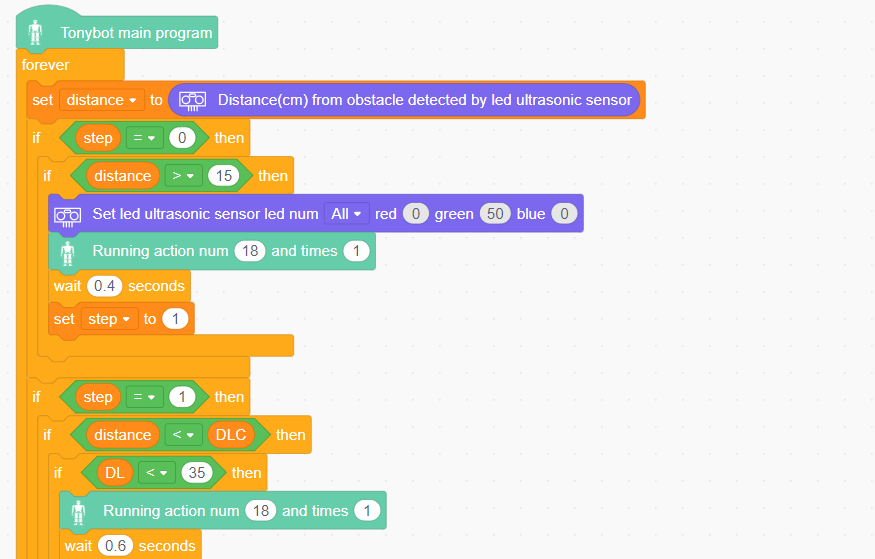 Tonybot main program
forever
set distance to Distance(cm) from obstacle detected by led ultrasonic sensor
if step = 0 then
if distance > 15 then
Set led ultrasonic sensor led num All red 0 green 50 blue 0
Running action num 18 and times 1
wait 0.4 seconds
set step to 1
if step = 1 then
if distance < DLC then
if DL < 35 then
Running action num 18 and times 1
wait 0.6 seconds